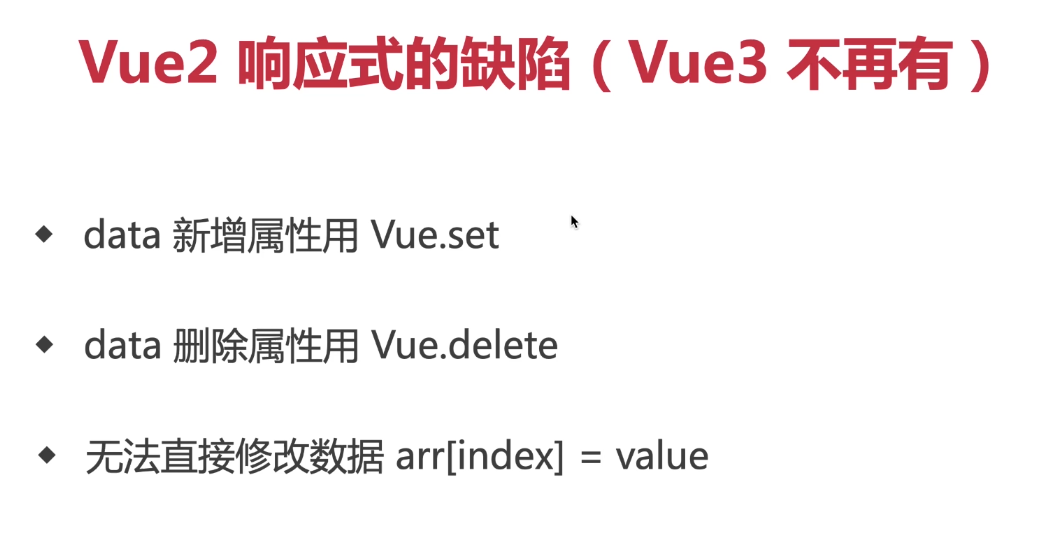 Vue2 响应式的缺陷（Vue3 不再有）
data 新增属性用 Vue.set
data 删除属性用 Vue.delete
无法直接修改数据 arr[index] = value